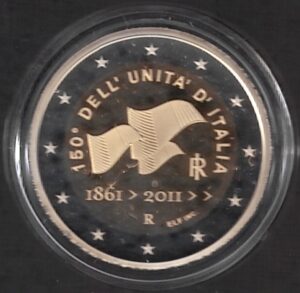 150° DELL' UNITA' D'ITALIA
RI
1861 > 2011 > >
R
ELF INC.